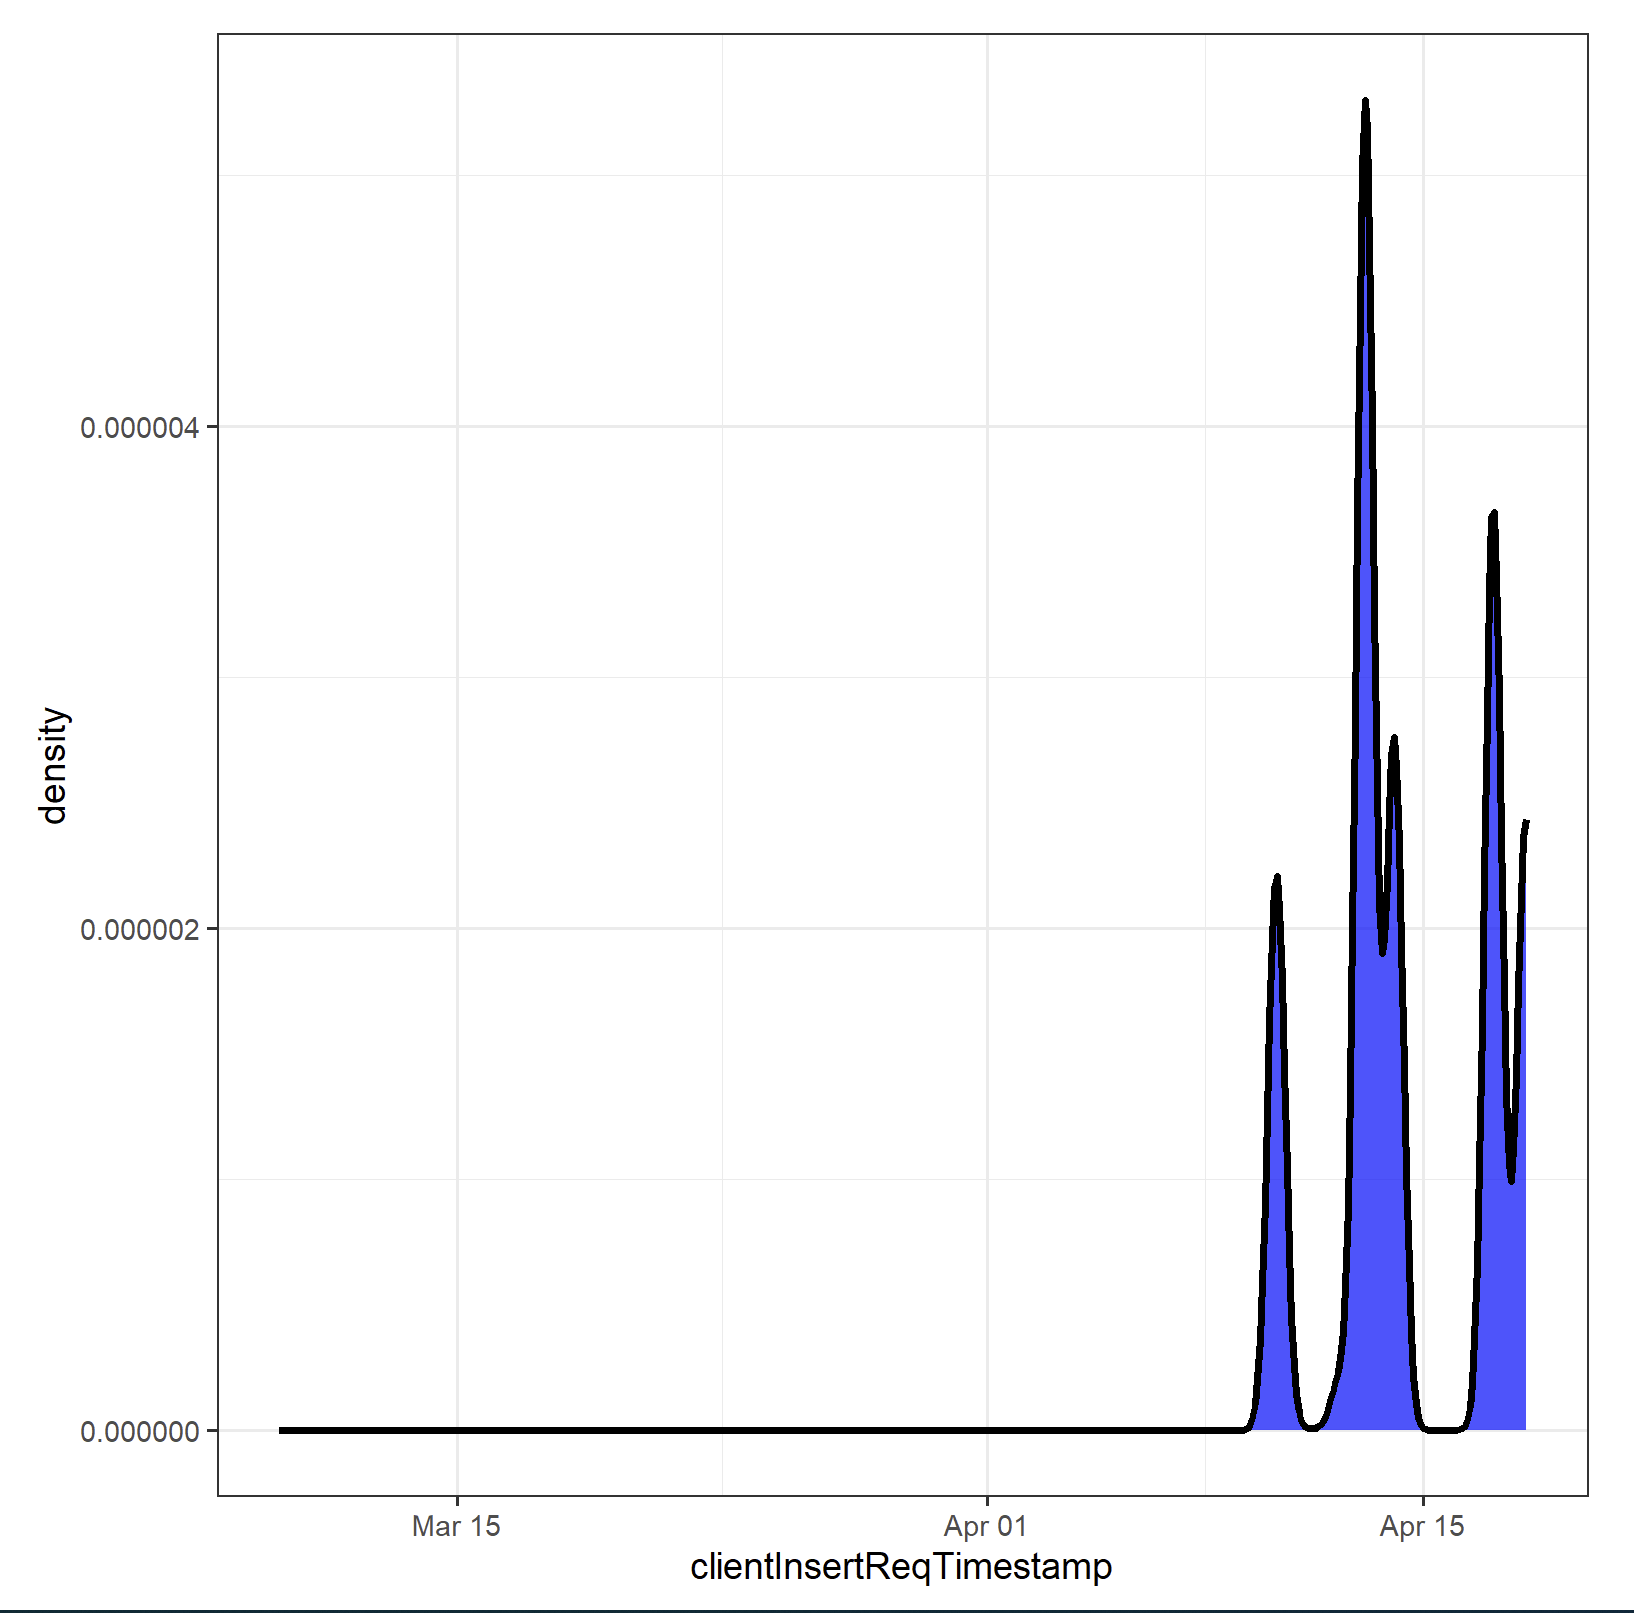 density
0.000004
0.000002
0.000000
Mar 15
Apr 01
Apr 15
clientInsertReqTimestamp